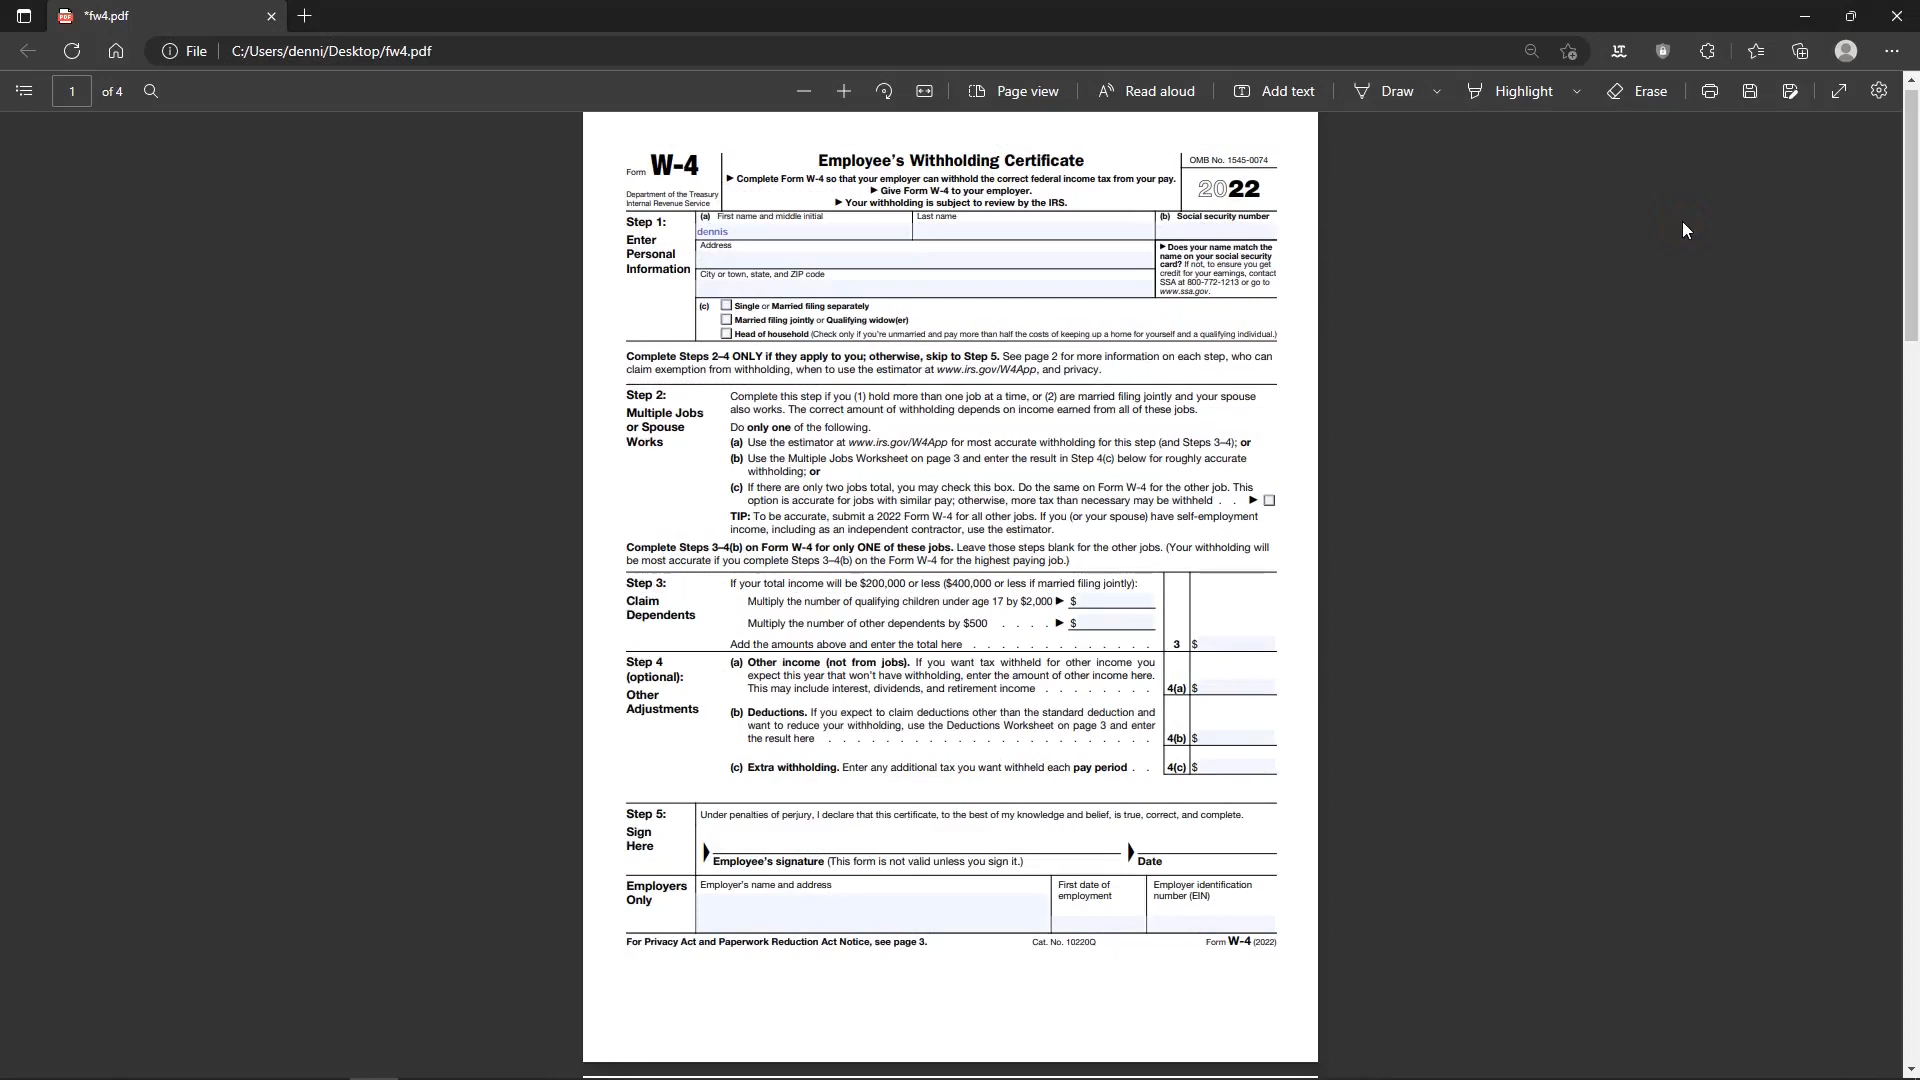 *fw4.pdf
File C:/Users/denni/Desktop/fw4.pdf
1 of 4 Page view Read aloud Add text Draw Highlight Erase
Form W-4
Department of the Treasury
Internal Revenue Service
Employee's Withholding Certificate
▶ Complete Form W-4 so that your employer can withhold the correct federal income tax from your pay.
▶ Give Form W-4 to your employer.
▶ Your withholding is subject to review by the IRS.
OMB No. 1545-0074
2022
Step 1:
Enter
Personal
Information
(a) First name and middle initial
dennis
Last name
(b) Social security number
Address
City or town, state, and ZIP code
▶ Does your name match the
name on your social security
card? If not, to ensure you get
credit for your earnings, contact
SSA at 800-772-1213 or go to
www.ssa.gov.
(c) Single or Married filing separately
Married filing jointly or Qualifying widow(er)
Head of household (Check only if you're unmarried and pay more than half the costs of keeping up a home for yourself and a qualifying individual.)
Complete Steps 2–4 ONLY if they apply to you; otherwise, skip to Step 5. See page 2 for more information on each step, who can
claim exemption from withholding, when to use the estimator at www.irs.gov/W4App, and privacy.
Step 2:
Multiple Jobs
or Spouse
Works
Complete this step if you (1) hold more than one job at a time, or (2) are married filing jointly and your spouse
also works. The correct amount of withholding depends on income earned from all of these jobs.
Do only one of the following.
(a) Use the estimator at www.irs.gov/W4App for most accurate withholding for this step (and Steps 3–4); or
(b) Use the Multiple Jobs Worksheet on page 3 and enter the result in Step 4(c) below for roughly accurate
withholding; or
(c) If there are only two jobs total, you may check this box. Do the same on Form W-4 for the other job. This
option is accurate for jobs with similar pay; otherwise, more tax than necessary may be withheld . . ▶
TIP: To be accurate, submit a 2022 Form W-4 for all other jobs. If you (or your spouse) have self-employment
income, including as an independent contractor, use the estimator.
Complete Steps 3–4(b) on Form W-4 for only ONE of these jobs. Leave those steps blank for the other jobs. (Your withholding will
be most accurate if you complete Steps 3–4(b) on the Form W-4 for the highest paying job.)
Step 3:
Claim
Dependents
If your total income will be $200,000 or less ($400,000 or less if married filing jointly):
Multiply the number of qualifying children under age 17 by $2,000 ▶ $
Multiply the number of other dependents by $500 . . . . ▶ $
Add the amounts above and enter the total here . . . . . . . . . . . . . 3 $
Step 4
(optional):
Other
Adjustments
(a) Other income (not from jobs). If you want tax withheld for other income you
expect this year that won't have withholding, enter the amount of other income here.
This may include interest, dividends, and retirement income . . . . . . . . 4(a) $
(b) Deductions. If you expect to claim deductions other than the standard deduction and
want to reduce your withholding, use the Deductions Worksheet on page 3 and enter
the result here . . . . . . . . . . . . . . . . . . . . . . . 4(b) $
(c) Extra withholding. Enter any additional tax you want withheld each pay period . . 4(c) $
Step 5:
Sign
Here
Under penalties of perjury, I declare that this certificate, to the best of my knowledge and belief, is true, correct, and complete.
Employee's signature (This form is not valid unless you sign it.)
Date
Employers
Only
Employer's name and address
First date of
employment
Employer identification
number (EIN)
For Privacy Act and Paperwork Reduction Act Notice, see page 3. Cat. No. 10220Q Form W-4 (2022)